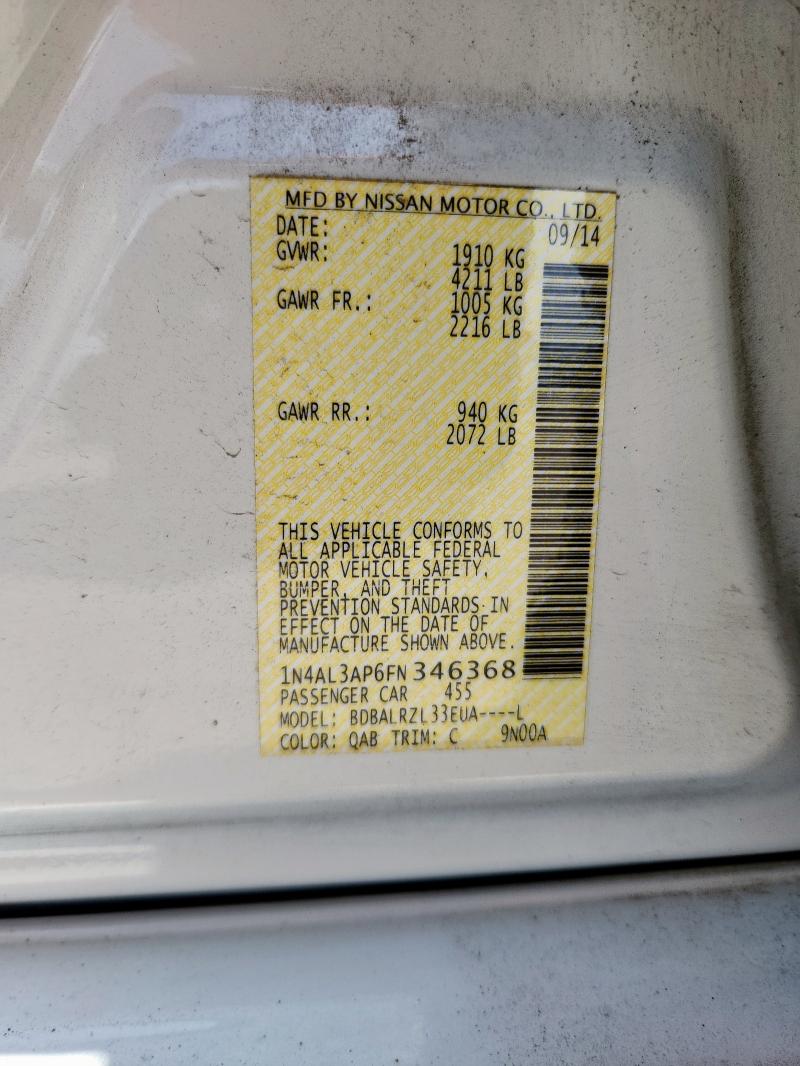 MFD BY NISSAN MOTOR CO., LTD.
DATE: 09/14
GVWR: 1910 KG
4211 LB
GAWR FR.: 1005 KG
2216 LB
GAWR RR.: 940 KG
2072 LB
THIS VEHICLE CONFORMS TO
ALL APPLICABLE FEDERAL
MOTOR VEHICLE SAFETY,
BUMPER, AND THEFT
PREVENTION STANDARDS IN
EFFECT ON THE DATE OF
MANUFACTURE SHOWN ABOVE.
1N4AL3AP6FN346368
PASSENGER CAR 455
MODEL: BDBALRZL33EUA----L
COLOR: QAB TRIM: C 9N00A